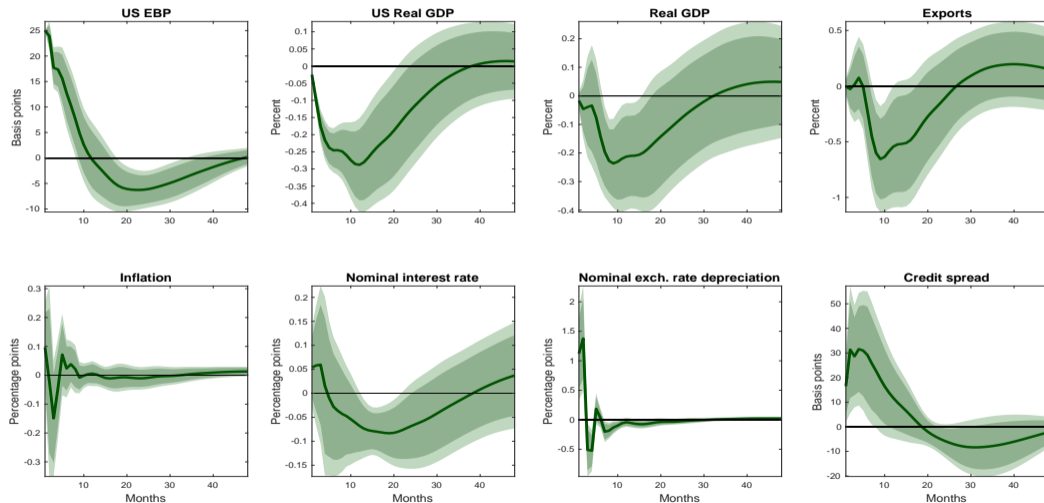 US EBP
Basis points
25
20
15
10
5
0
-5
-10
10 20 30 40
US Real GDP
Percent
0.1
0.05
0
-0.05
-0.1
-0.15
-0.2
-0.25
-0.3
-0.35
-0.4
10 20 30 40
Real GDP
Percent
0.2
0.1
0
-0.1
-0.2
-0.3
-0.4
10 20 30 40
Exports
Percent
0.5
0
-0.5
-1
10 20 30 40
Inflation
Percentage points
0.3
0.2
0.1
0
-0.1
-0.2
-0.3
10 20 30 40
Months
Nominal interest rate
Percentage points
0.2
0.15
0.1
0.05
0
-0.05
-0.1
-0.15
10 20 30 40
Months
Nominal exch. rate depreciation
Percentage points
2
1.5
1
0.5
0
-0.5
10 20 30 40
Months
Credit spread
Basis points
50
40
30
20
10
0
-10
-20
10 20 30 40
Months